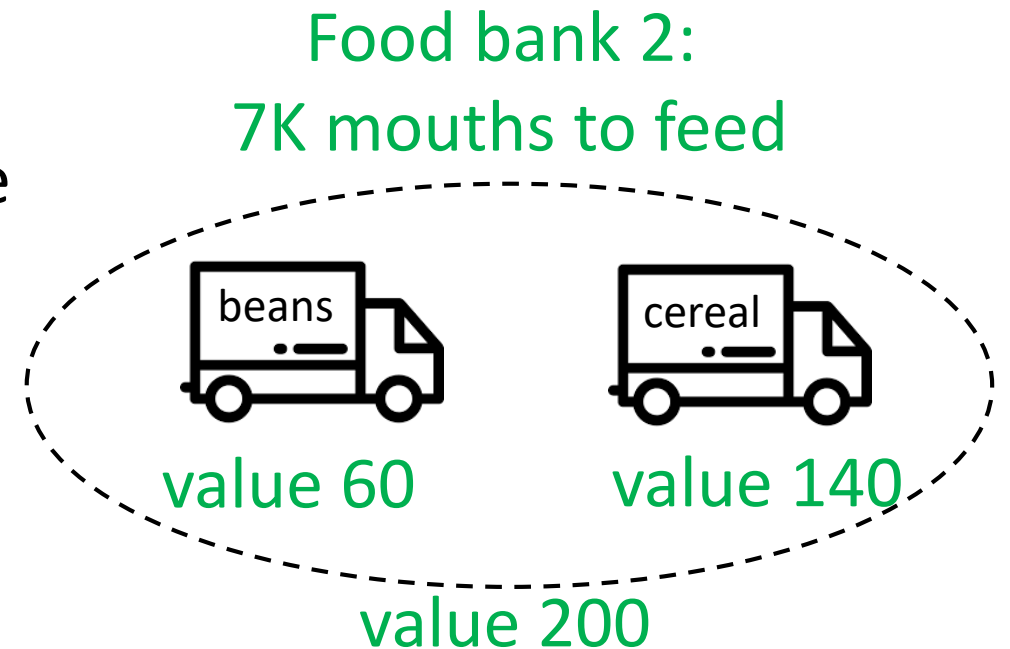 Food bank 2:
7K mouths to feed
e
beans
cereal
value 60
value 140
value 200